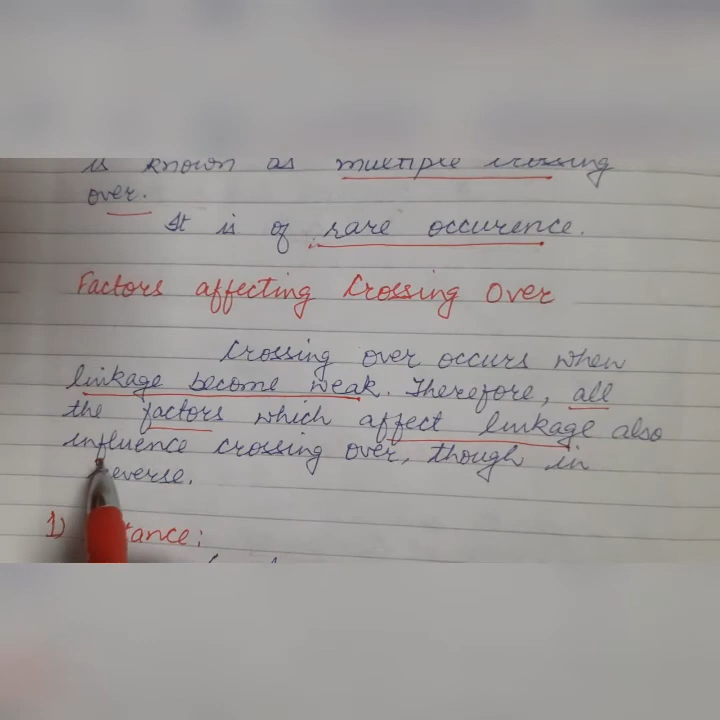 is known as multiple crossing
over.
It is of rare occurence.
Factors affecting Crossing Over
Crossing over occurs when
linkage become weak. Therefore, all
the factors which affect linkage also
influence crossing over, though in
everse.
1) tance: